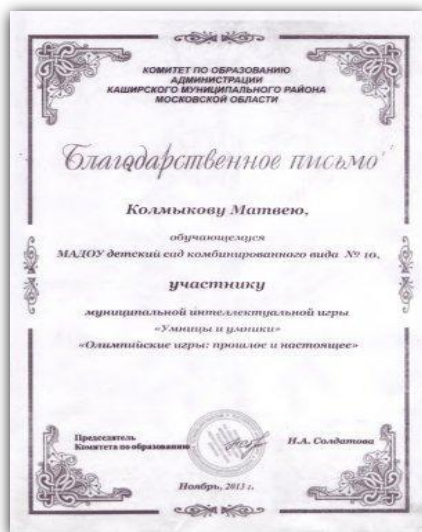 КОМИТЕТ ПО ОБРАЗОВАНИЮ
АДМИНИСТРАЦИИ
КАШИРСКОГО МУНИЦИПАЛЬНОГО РАЙОНА
МОСКОВСКОЙ ОБЛАСТИ
Благодарственное письмо
Колмыкову Матвею,
обучающемуся
МАДОУ детский сад комбинированного вида № 10,
участнику
муниципальной интеллектуальной игры
«Умницы и умники»
«Олимпийские игры: прошлое и настоящее»
Председатель
Комитета по образованию
Н.А. Солдатова
Ноябрь, 2013 г.